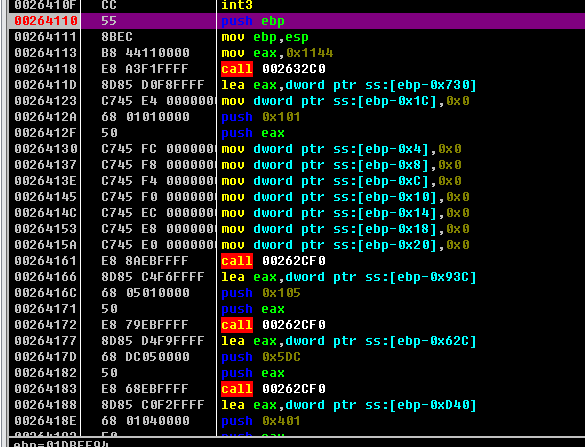 0026410F CC int3
00264110 55 push ebp
00264111 8BEC mov ebp,esp
00264113 B8 44110000 mov eax,0x1144
00264118 E8 A3F1FFFF call 002632C0
0026411D 8D85 D0F8FFFF lea eax,dword ptr ss:[ebp-0x730]
00264123 C745 E4 0000000 mov dword ptr ss:[ebp-0x1C],0x0
0026412A 68 01010000 push 0x101
0026412F 50 push eax
00264130 C745 FC 0000000 mov dword ptr ss:[ebp-0x4],0x0
00264137 C745 F8 0000000 mov dword ptr ss:[ebp-0x8],0x0
0026413E C745 F4 0000000 mov dword ptr ss:[ebp-0xC],0x0
00264145 C745 F0 0000000 mov dword ptr ss:[ebp-0x10],0x0
0026414C C745 EC 0000000 mov dword ptr ss:[ebp-0x14],0x0
00264153 C745 E8 0000000 mov dword ptr ss:[ebp-0x18],0x0
0026415A C745 E0 0000000 mov dword ptr ss:[ebp-0x20],0x0
00264161 E8 8AEBFFFF call 00262CF0
00264166 8D85 C4F6FFFF lea eax,dword ptr ss:[ebp-0x93C]
0026416C 68 05010000 push 0x105
00264171 50 push eax
00264172 E8 79EBFFFF call 00262CF0
00264177 8D85 D4F9FFFF lea eax,dword ptr ss:[ebp-0x62C]
0026417D 68 DC050000 push 0x5DC
00264182 50 push eax
00264183 E8 68EBFFFF call 00262CF0
00264188 8D85 C0F2FFFF lea eax,dword ptr ss:[ebp-0xD40]
0026418E 68 01040000 push 0x401